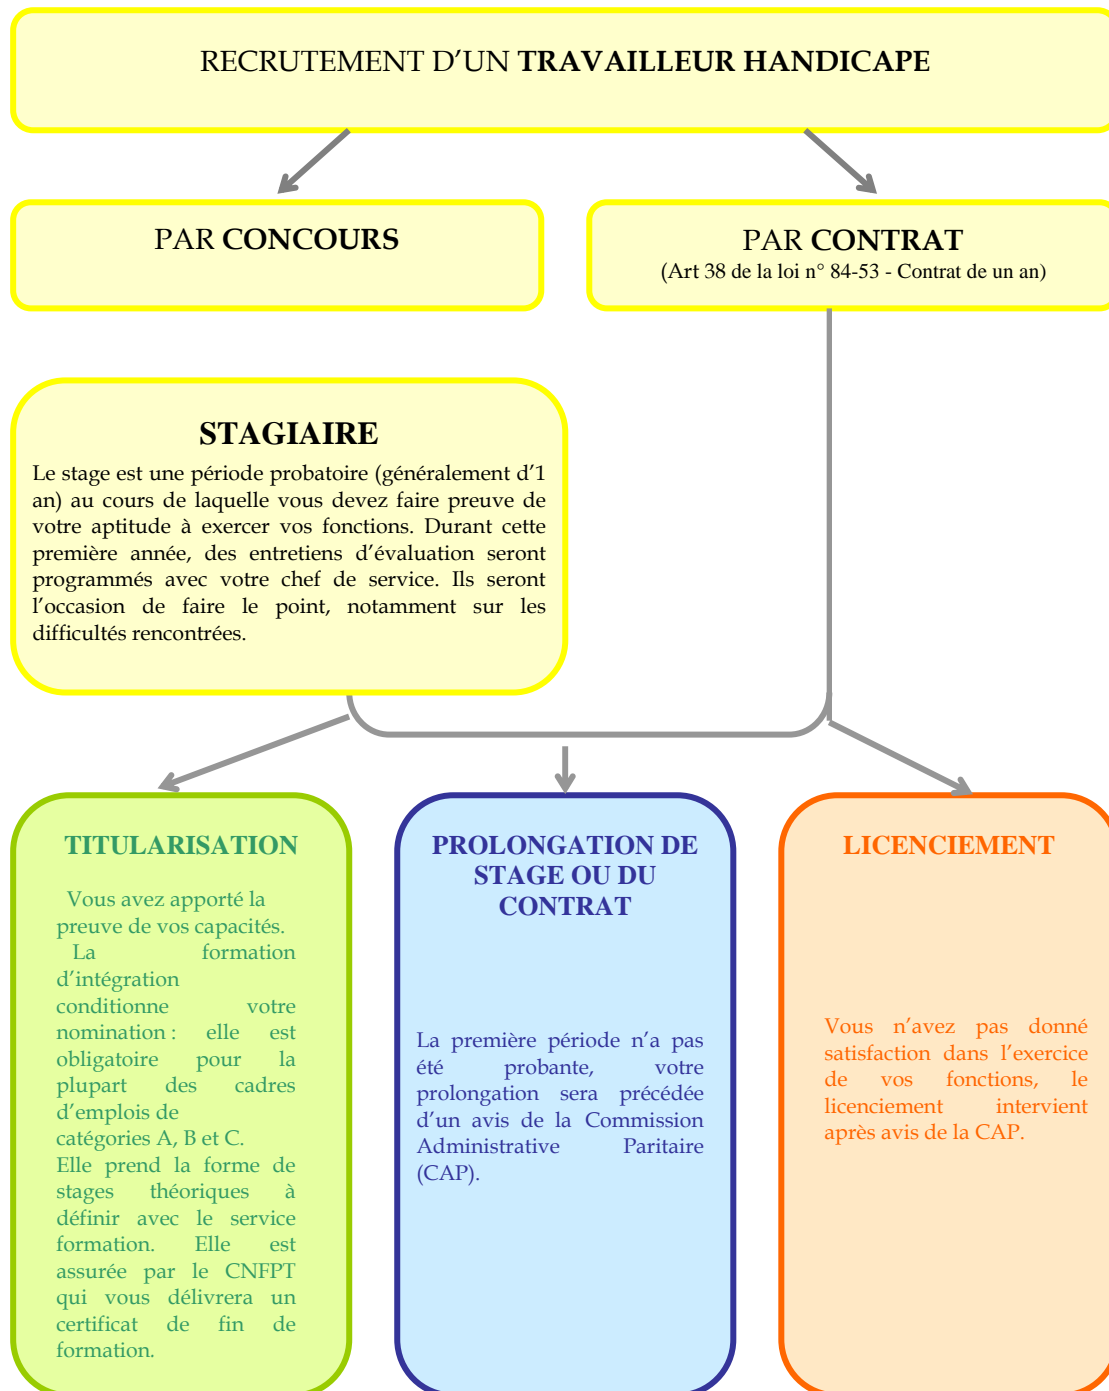 RECRUTEMENT D’UN TRAVAILLEUR HANDICAPE
PAR CONCOURS
PAR CONTRAT
(Art 38 de la loi n° 84-53 - Contrat de un an)
STAGIAIRE
Le stage est une période probatoire (généralement d’1
an) au cours de laquelle vous devez faire preuve de
votre aptitude à exercer vos fonctions. Durant cette
première année, des entretiens d’évaluation seront
programmés avec votre chef de service. Ils seront
l’occasion de faire le point, notamment sur les
difficultés rencontrées.
TITULARISATION
Vous avez apporté la
preuve de vos capacités.
La formation
d’intégration
conditionne votre
nomination : elle est
obligatoire pour la
plupart des cadres
d’emplois de
catégories A, B et C.
Elle prend la forme de
stages théoriques à
définir avec le service
formation. Elle est
assurée par le CNFPT
qui vous délivrera un
certificat de fin de
formation.
PROLONGATION DE
STAGE OU DU
CONTRAT
La première période n’a pas
été probante, votre
prolongation sera précédée
d’un avis de la Commission
Administrative Paritaire
(CAP).
LICENCIEMENT
Vous n’avez pas donné
satisfaction dans l’exercice
de vos fonctions, le
licenciement intervient
après avis de la CAP.